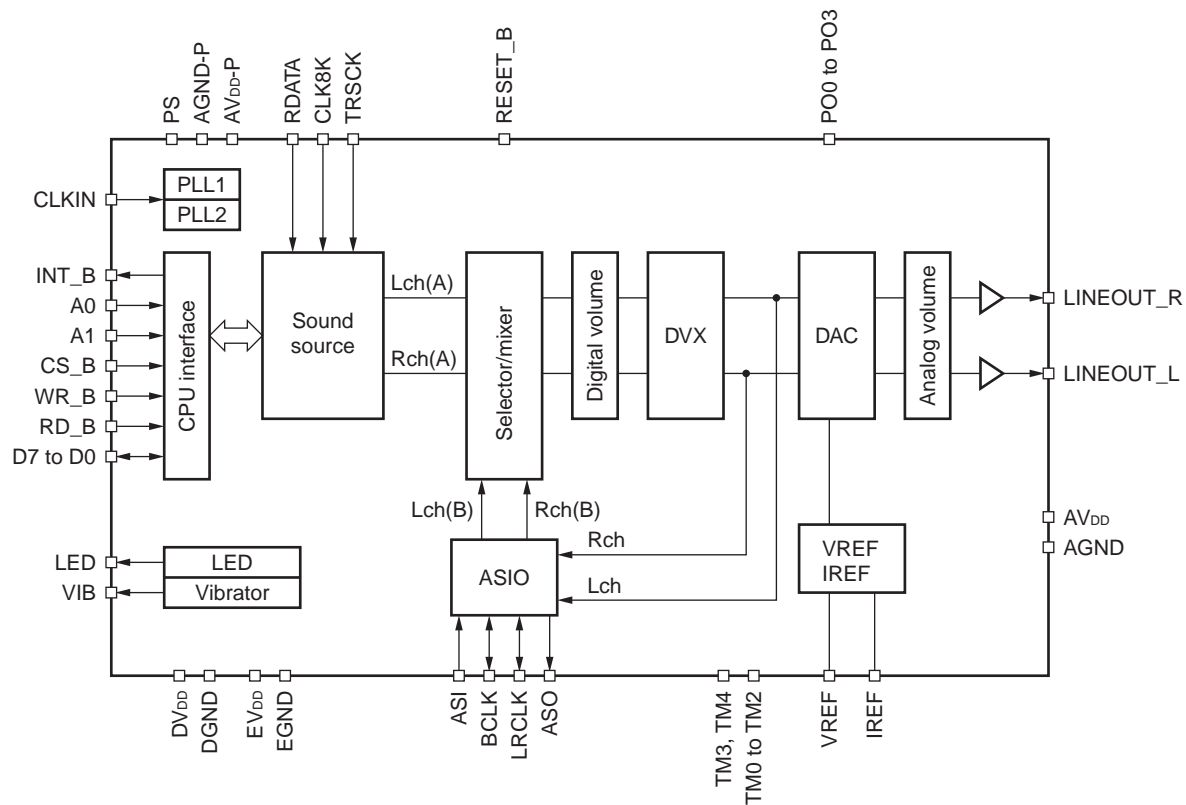 PS
AGND-P
AVDD-P
RDATA
CLK8K
TRSCK
RESET_B
PO0 to PO3
CLKIN
PLL1
PLL2
INT_B
A0
A1
CS_B
WR_B
RD_B
D7 to D0
CPU interface
Sound
source
Lch(A)
Rch(A)
Selector/mixer
Digital volume
DVX
DAC
Analog volume
LINEOUT_R
LINEOUT_L
Lch(B)
Rch(B)
Rch
Lch
ASIO
VREF
IREF
AVDD
AGND
LED
VIB
LED
Vibrator
DVDD
DGND
EVDD
EGND
ASI
BCLK
LRCLK
ASO
TM3, TM4
TM0 to TM2
VREF
IREF